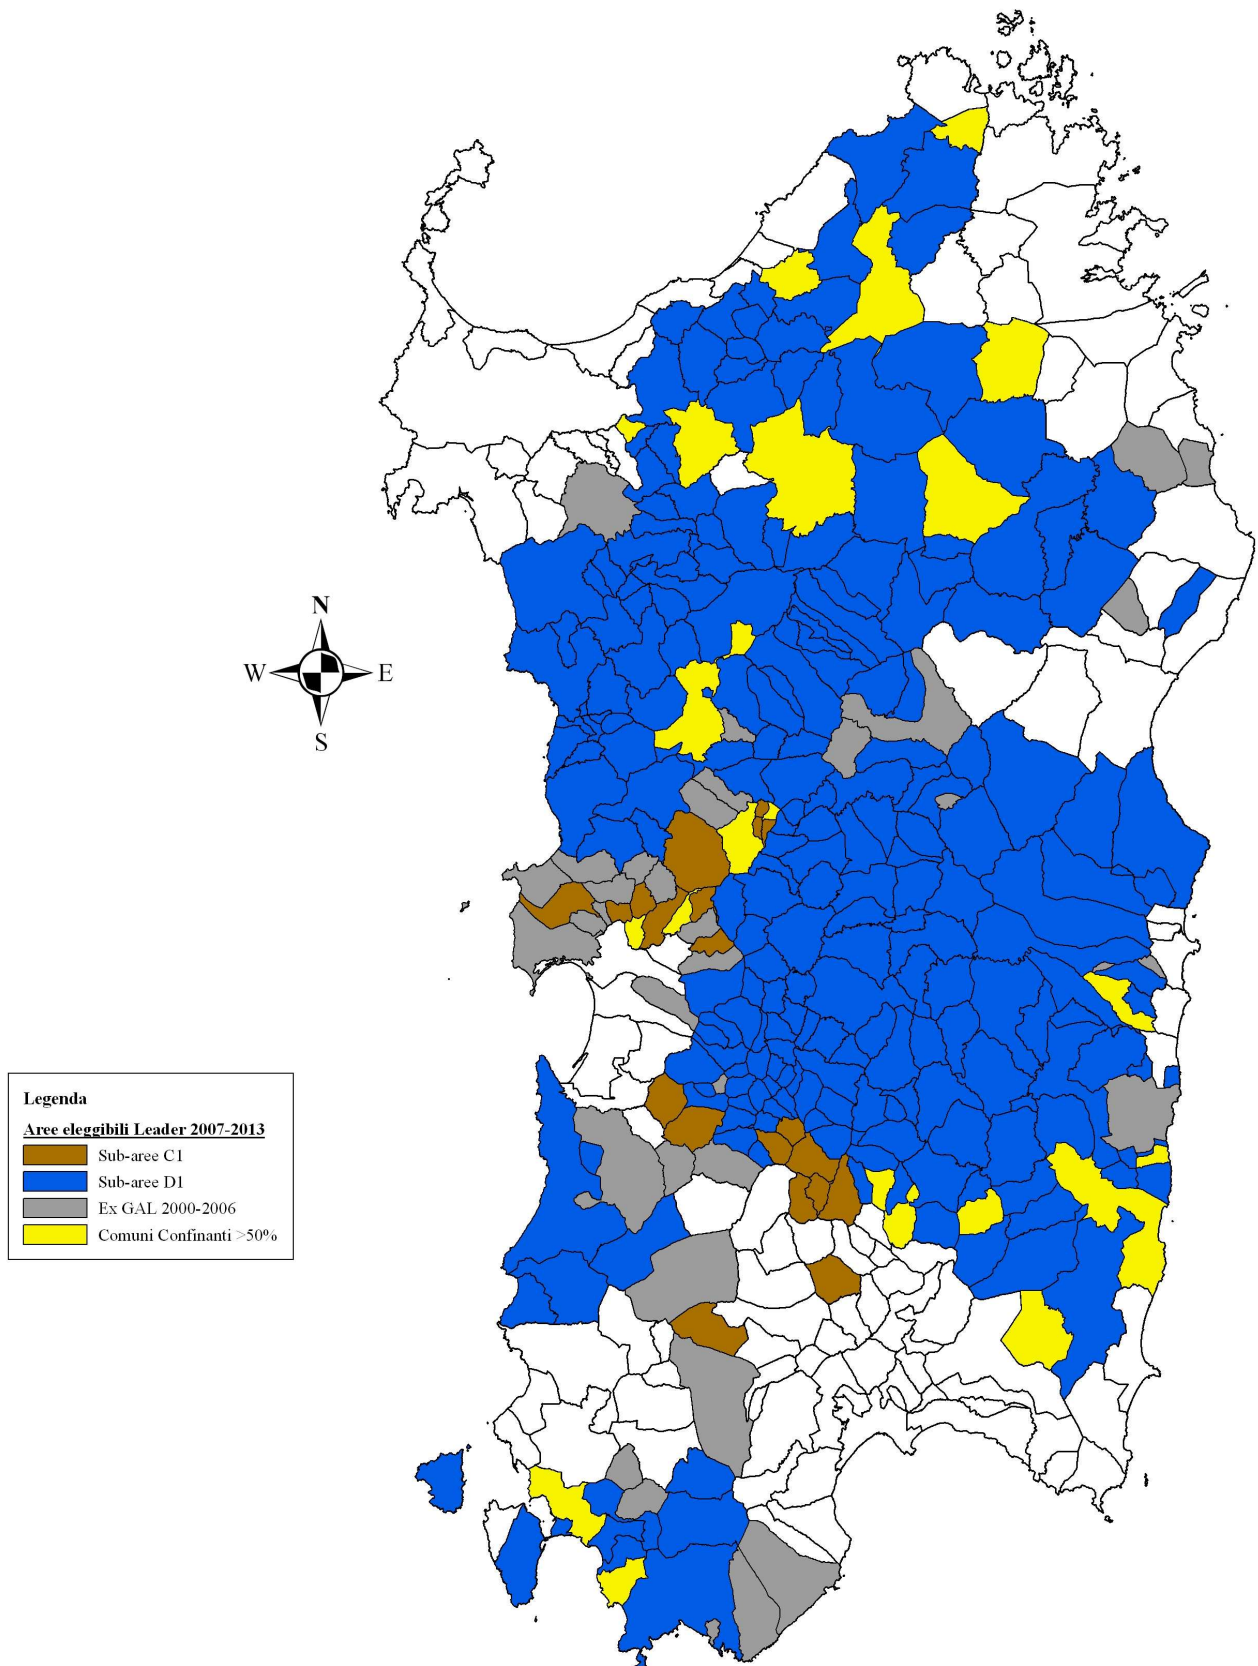 N
W
E
S
Legenda
Aree eleggibili Leader 2007-2013
Sub-aree C1
Sub-aree D1
Ex GAL 2000-2006
Comuni Confinanti >50%